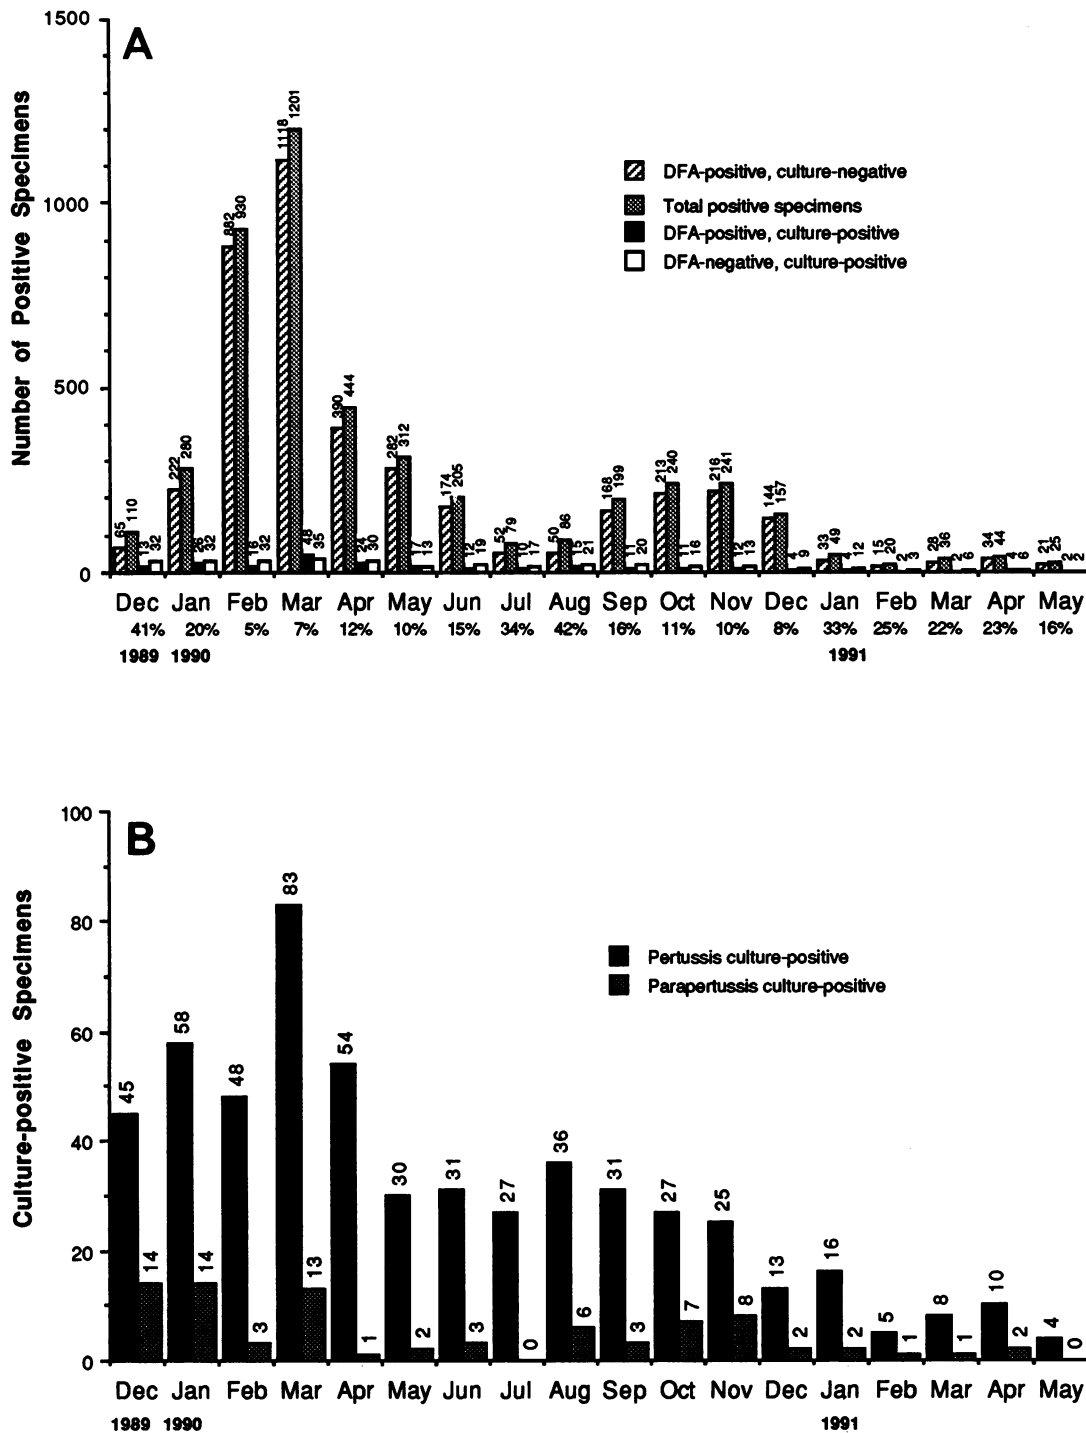 A
1500
1000
500
0
Number of Positive Specimens
DFA-positive, culture-negative
Total positive specimens
DFA-positive, culture-positive
DFA-negative, culture-positive
65 110 13 32 222 280 26 32 882 930 16 32 1118 1201 48 35 390 444 24 30 282 312 17 13 174 205 12 19 52 79 10 17 50 86 15 21 168 199 11 20 213 240 11 16 216 241 12 13 144 157 4 9 33 49 4 12 15 20 2 3 28 36 2 6 34 44 4 6 21 25 2 2
Dec Jan Feb Mar Apr May Jun Jul Aug Sep Oct Nov Dec Jan Feb Mar Apr May
41% 20% 5% 7% 12% 10% 15% 34% 42% 16% 11% 10% 8% 33% 25% 22% 23% 16%
1989 1990 1991
B
100
80
60
40
20
0
Culture-positive Specimens
Pertussis culture-positive
Parapertussis culture-positive
45 14 58 14 48 3 83 13 54 1 30 2 31 3 27 0 36 6 31 3 27 7 25 8 13 2 16 2 5 1 8 1 10 2 4 0
Dec Jan Feb Mar Apr May Jun Jul Aug Sep Oct Nov Dec Jan Feb Mar Apr May
1989 1990 1991